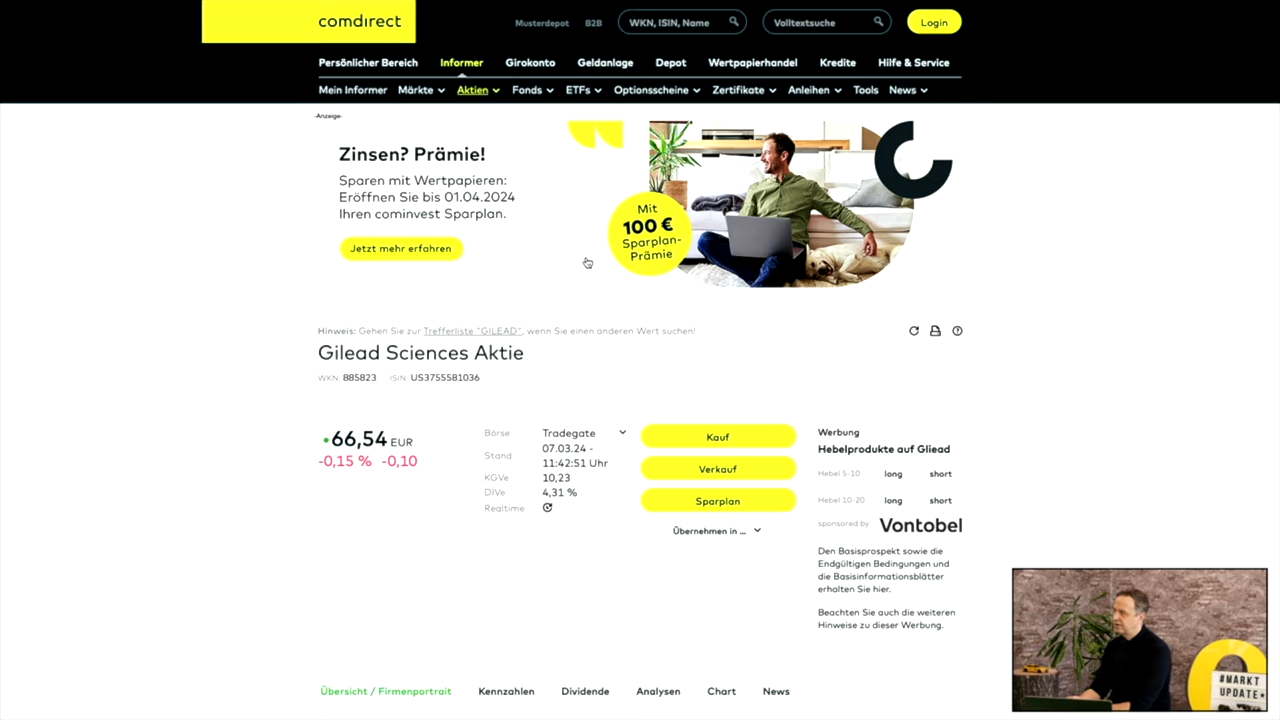 comdirect
Musterdepot B2B WKN, ISIN, Name Volltextsuche Login
Persönlicher Bereich Informer Girokonto Geldanlage Depot Wertpapierhandel Kredite Hilfe & Service
Mein Informer Märkte Aktien Fonds ETFs Optionsscheine Zertifikate Anleihen Tools News
-Anzeige-
Zinsen? Prämie!
Sparen mit Wertpapieren:
Eröffnen Sie bis 01.04.2024
Ihren cominvest Sparplan.
Jetzt mehr erfahren
Mit
100 €
Sparplan-
Prämie
Hinweis: Gehen Sie zur Trefferliste "GILEAD", wenn Sie einen anderen Wert suchen!
Gilead Sciences Aktie
WKN: 885823 ISIN: US3755581036
66,54 EUR
-0,15 % -0,10
Börse Tradegate
Stand 07.03.24 -
11:42:51 Uhr
KGVe 10,23
DIVe 4,31 %
Realtime
Kauf
Verkauf
Sparplan
Übernehmen in ...
Werbung
Hebelprodukte auf Gliead
Hebel 5-10 long short
Hebel 10-20 long short
sponsored by Vontobel
Den Basisprospekt sowie die
Endgültigen Bedingungen und
die Basisinformationsblätter
erhalten Sie hier.
Beachten Sie auch die weiteren
Hinweise zu dieser Werbung.
Übersicht / Firmenportrait Kennzahlen Dividende Analysen Chart News
#MARKT
UPDATE